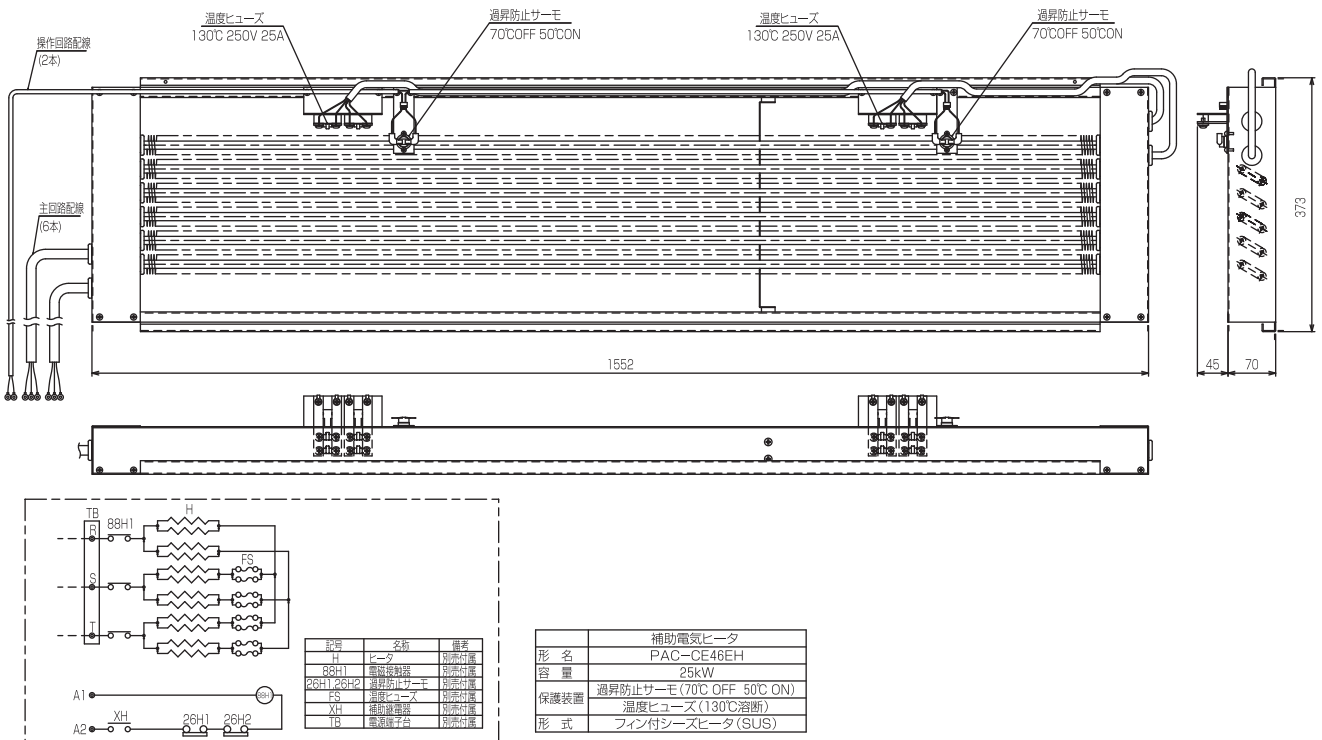 温度ヒューズ
130℃ 250V 25A
過昇防止サーモ
70℃OFF 50℃ON
温度ヒューズ
130℃ 250V 25A
過昇防止サーモ
70℃OFF 50℃ON
操作回路配線
(2本)
主回路配線
(6本)
373
1552
45
70
TB
R
88H1
H
FS
S
T
A1
88H1
A2
XH
26H1
26H2
記号 名称 備考
H ヒータ 別売付属
88H1 電磁接触器 別売付属
26H1,26H2 過昇防止サーモ 別売付属
FS 温度ヒューズ 別売付属
XH 補助継電器 別売付属
TB 電源端子台 別売付属
補助電気ヒータ
形 名 PAC-CE46EH
容 量 25kW
保護装置 過昇防止サーモ(70℃ OFF 50℃ ON)
温度ヒューズ(130℃溶断)
形 式 フィン付シーズヒータ(SUS)